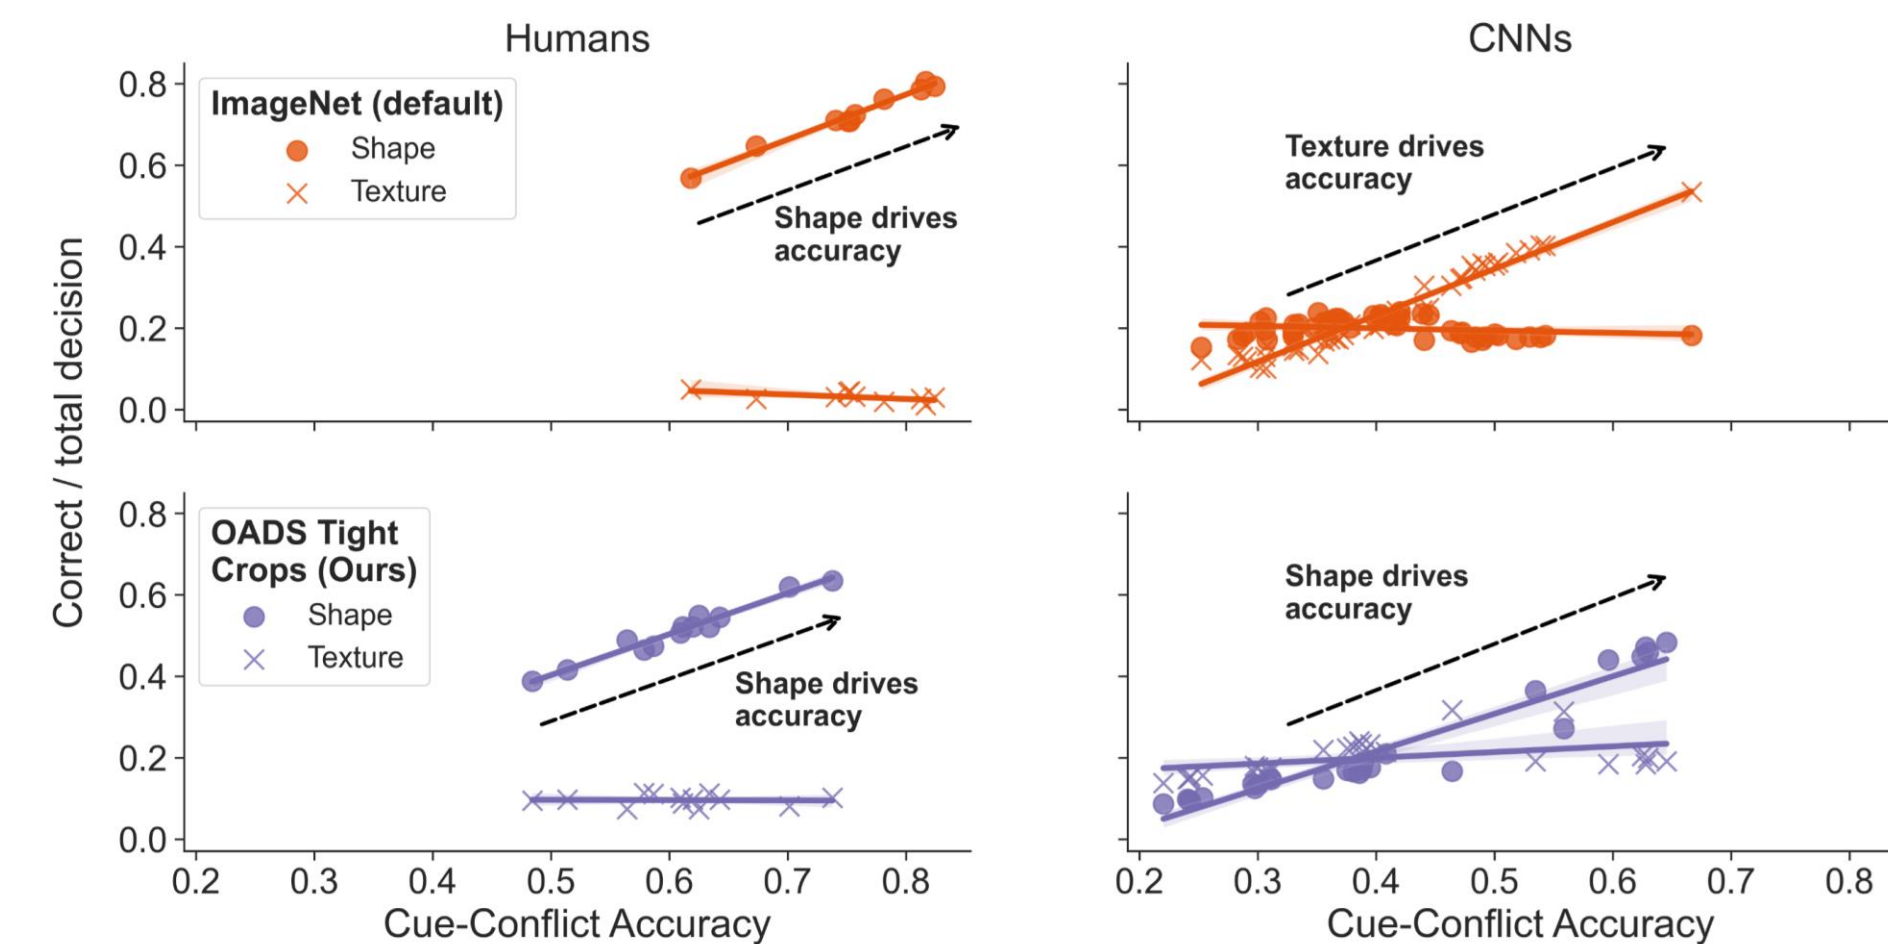 Humans
CNNs
Correct / total decision
0.8
0.6
0.4
0.2
0.0
ImageNet (default)
Shape
Texture
Shape drives
accuracy
Texture drives
accuracy
0.8
0.6
0.4
0.2
0.0
OADS Tight
Crops (Ours)
Shape
Texture
Shape drives
accuracy
Shape drives
accuracy
0.2 0.3 0.4 0.5 0.6 0.7 0.8
0.2 0.3 0.4 0.5 0.6 0.7 0.8
Cue-Conflict Accuracy
Cue-Conflict Accuracy